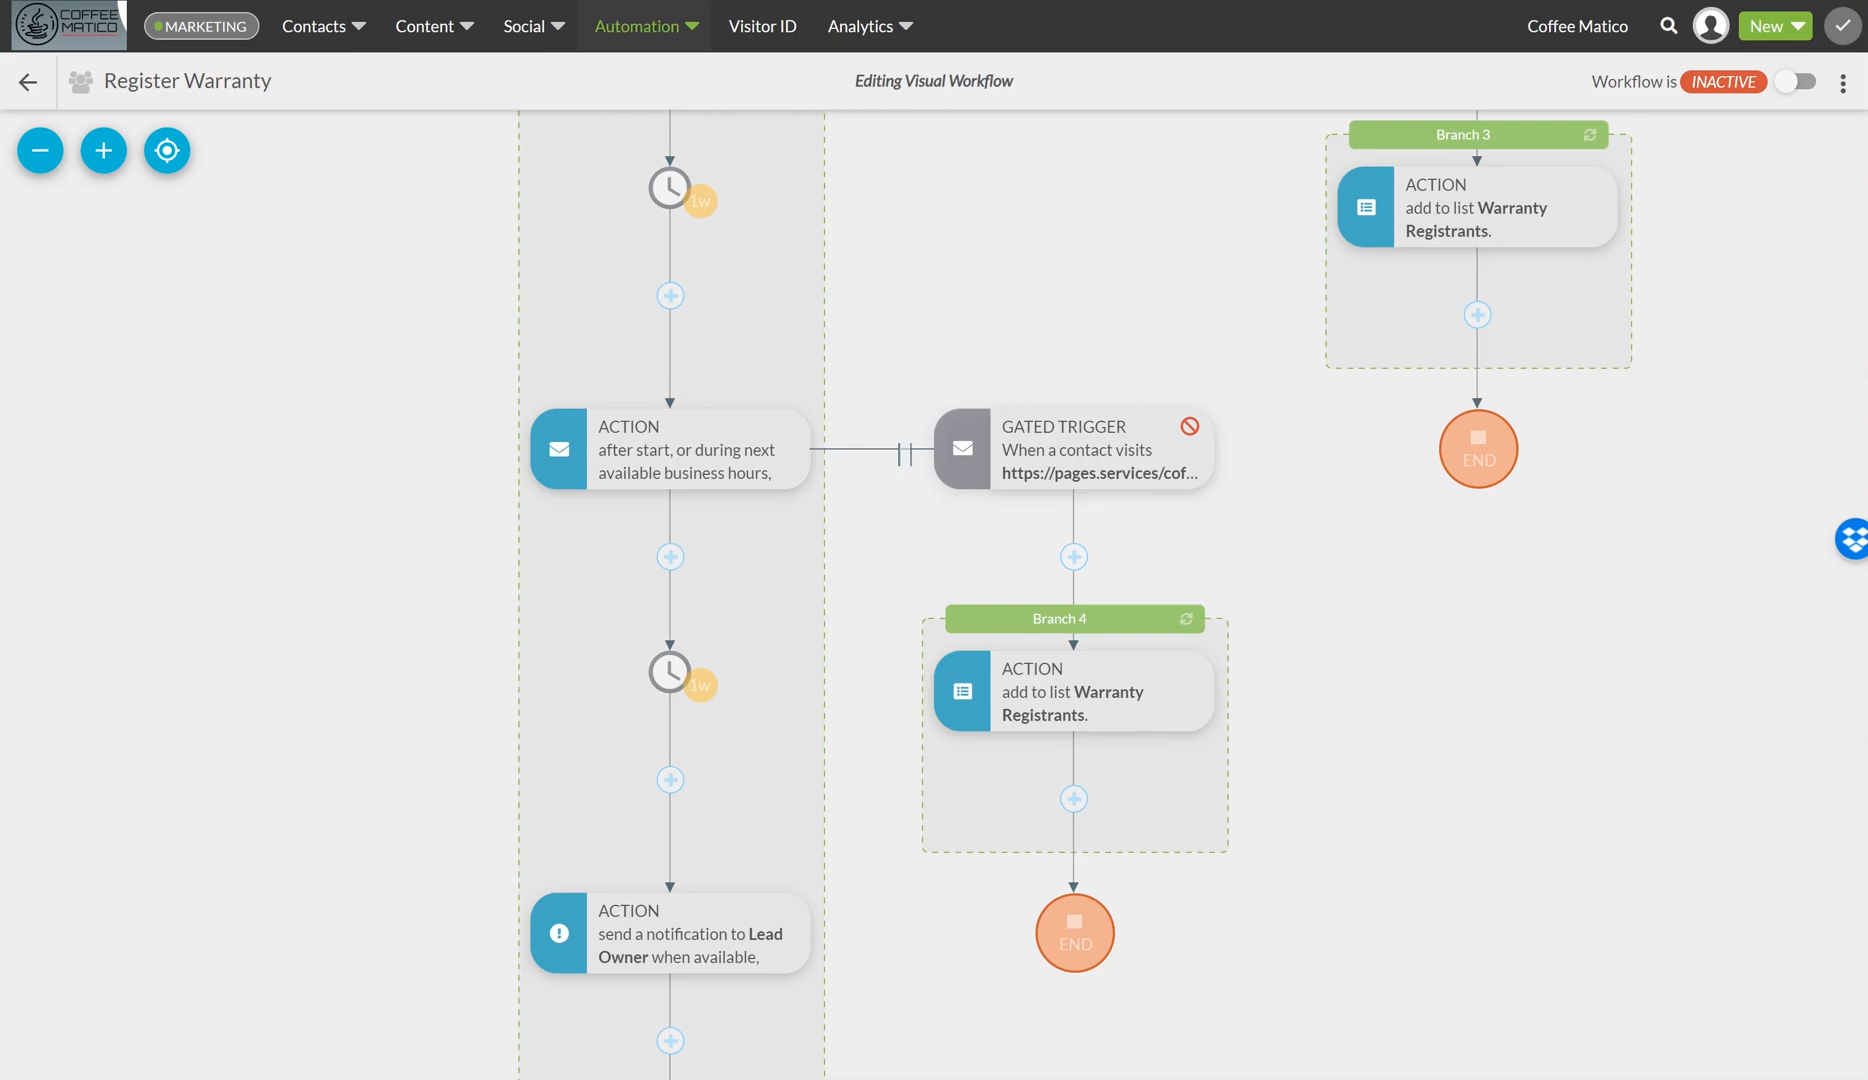 COFFEE
MATICO
MARKETING
Contacts
Content
Social
Automation
Visitor ID
Analytics
Coffee Matico
New
Register Warranty
Editing Visual Workflow
Workflow is INACTIVE
Branch 3
ACTION
add to list Warranty
Registrants.
1w
ACTION
after start, or during next
available business hours,
GATED TRIGGER
When a contact visits
https://pages.services/cof...
END
Branch 4
ACTION
add to list Warranty
Registrants.
1w
ACTION
send a notification to Lead
Owner when available,
END